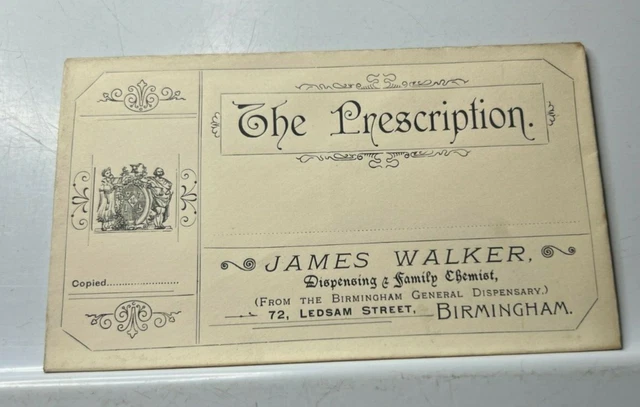 The Prescription.
Copied..............................
JAMES WALKER,
Dispensing & Family Chemist,
(FROM THE BIRMINGHAM GENERAL DISPENSARY.)
72, LEDSAM STREET, BIRMINGHAM.